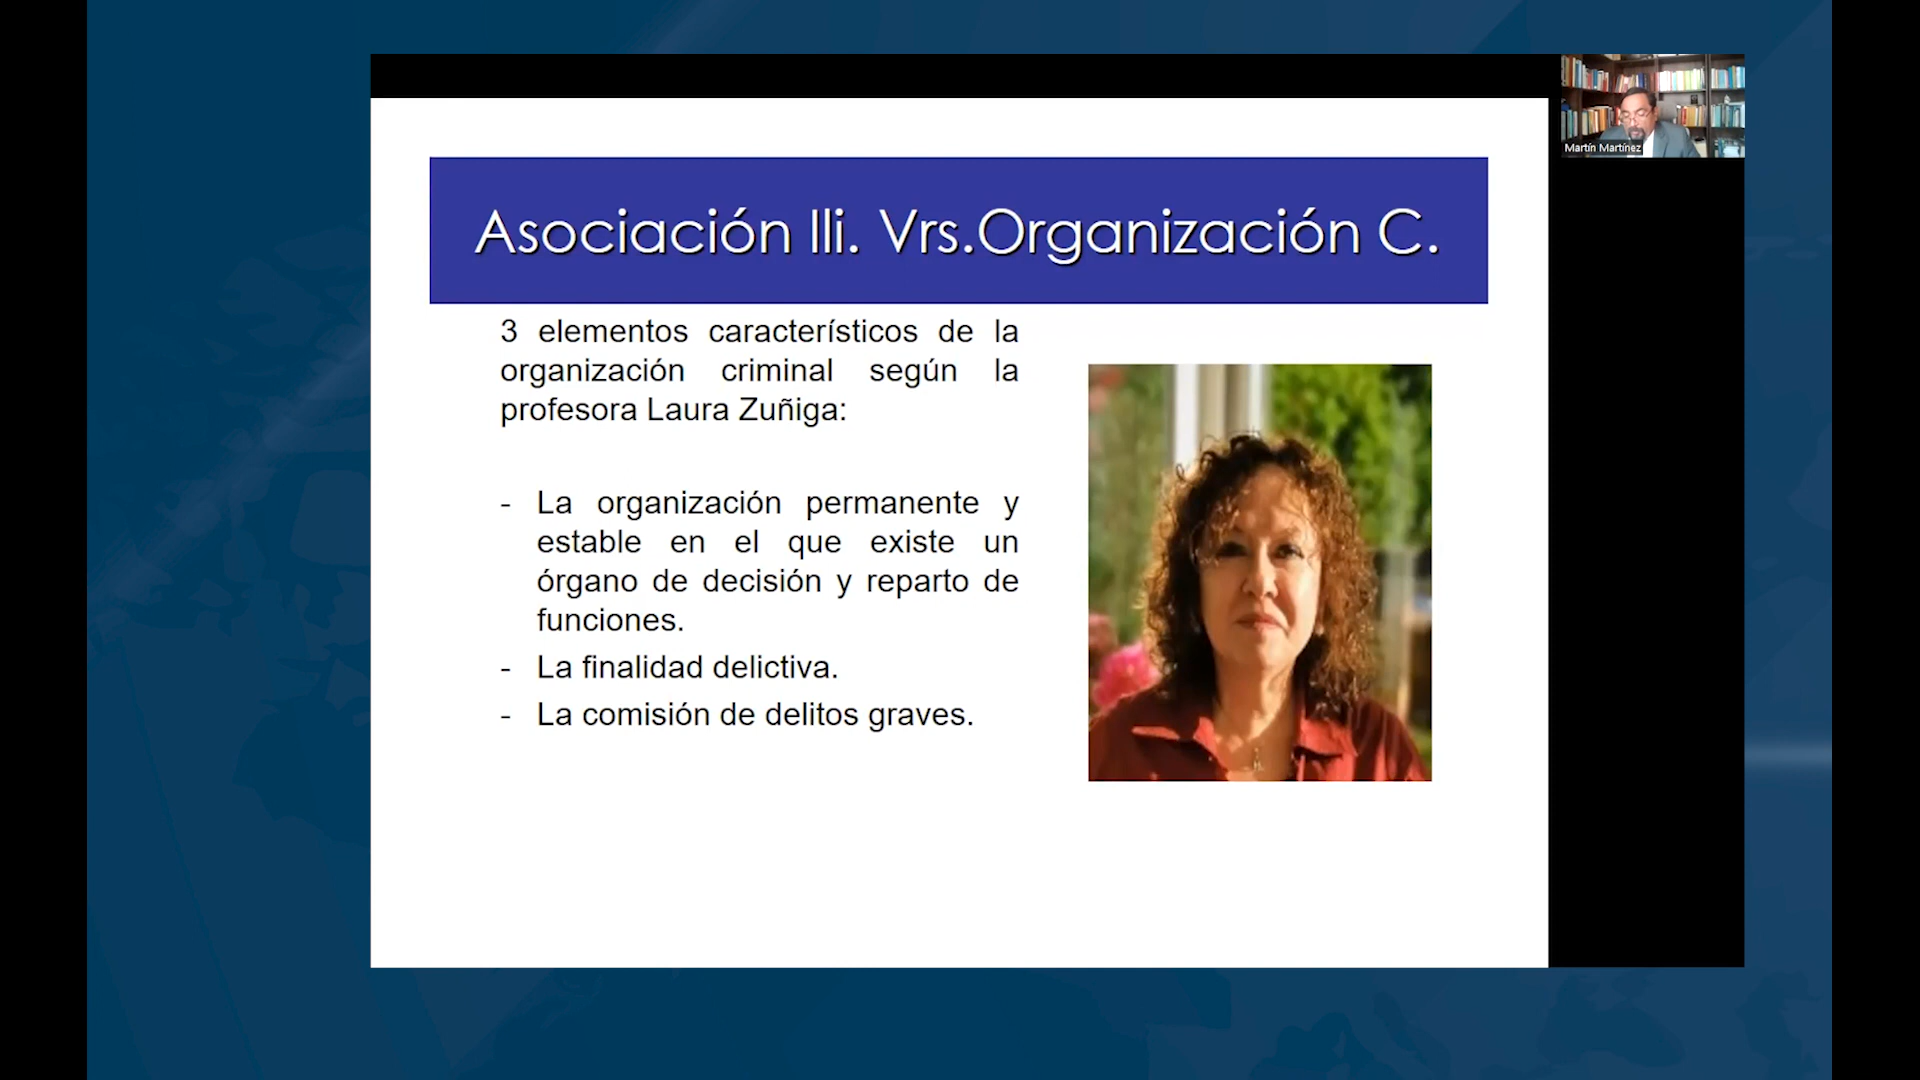 Martín Martínez
Asociación Ili. Vrs.Organización C.
3 elementos característicos de la
organización criminal según la
profesora Laura Zuñiga:
- La organización permanente y
estable en el que existe un
órgano de decisión y reparto de
funciones.
- La finalidad delictiva.
- La comisión de delitos graves.